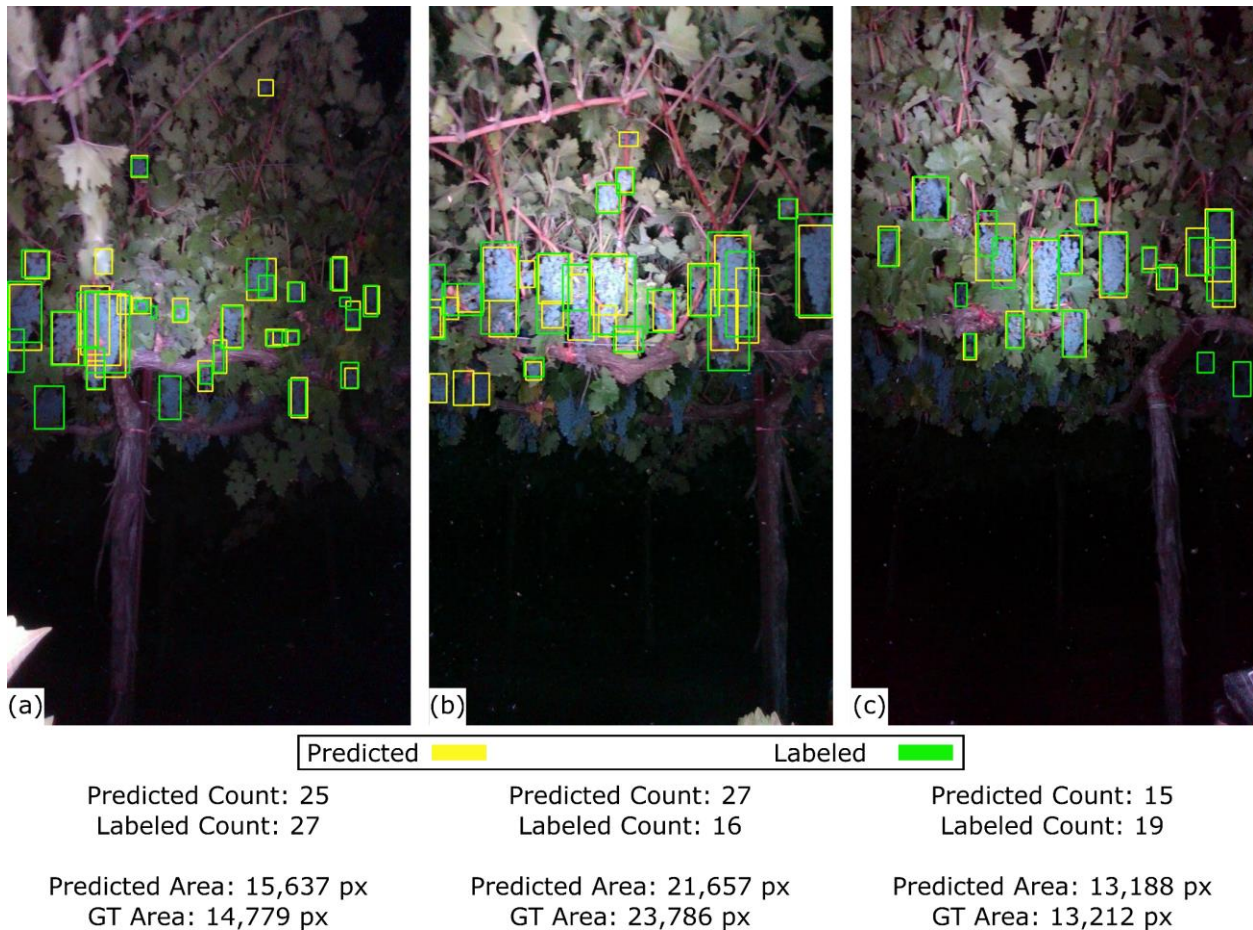 (a)
(b)
(c)
Predicted
Labeled
Predicted Count: 25
Labeled Count: 27
Predicted Area: 15,637 px
GT Area: 14,779 px
Predicted Count: 27
Labeled Count: 16
Predicted Area: 21,657 px
GT Area: 23,786 px
Predicted Count: 15
Labeled Count: 19
Predicted Area: 13,188 px
GT Area: 13,212 px